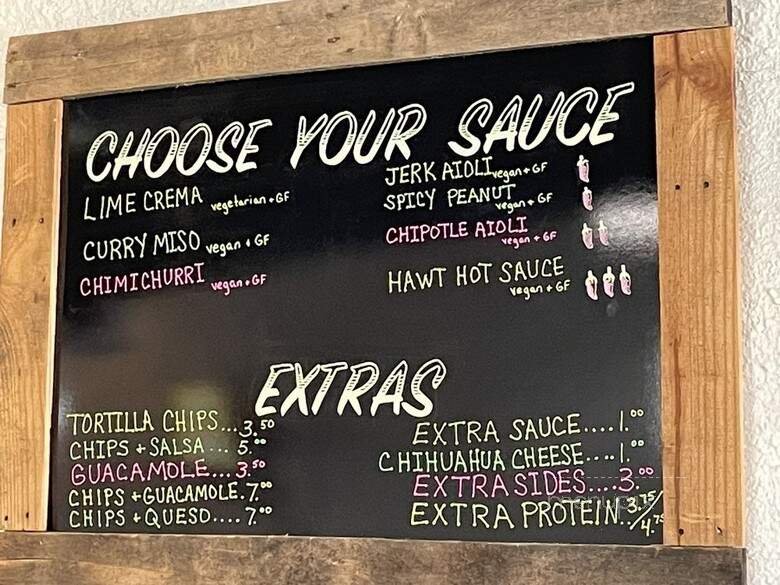 CHOOSE YOUR SAUCE
LIME CREMA vegetarian + GF
CURRY MISO vegan + GF
CHIMICHURRI vegan + GF
JERK AIOLI vegan + GF
SPICY PEANUT vegan + GF
CHIPOTLE AIOLI vegan + GF
HAWT HOT SAUCE vegan + GF
EXTRAS
TORTILLA CHIPS...3.50
CHIPS + SALSA... 5.00
GUACAMOLE...3.50
CHIPS + GUACAMOLE.7.00
CHIPS + QUESO....7.00
EXTRA SAUCE....1.00
CHIHUAHUA CHEESE....1.00
EXTRA SIDES....3.00
EXTRA PROTEIN..3.75/4.75